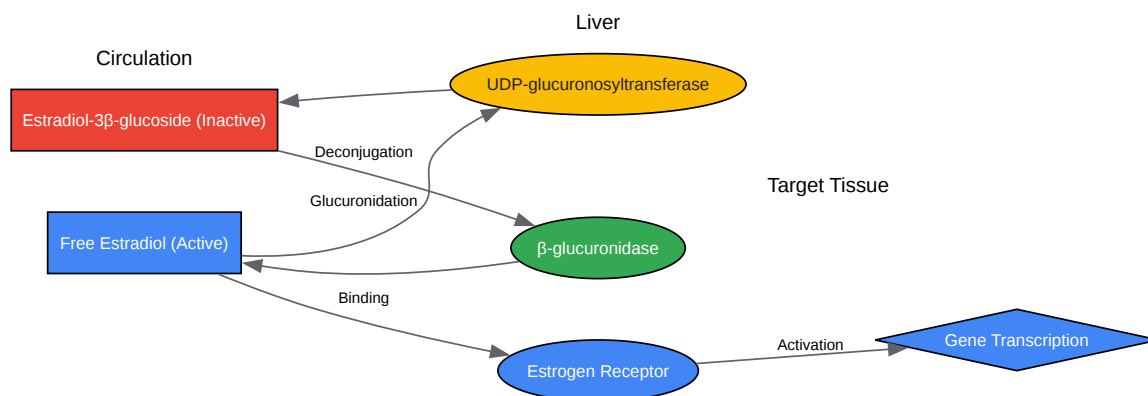 Liver
Circulation
UDP-glucuronosyltransferase
Estradiol-3β-glucoside (Inactive)
Deconjugation
Target Tissue
Glucuronidation
Free Estradiol (Active)
β-glucuronidase
Binding
Gene Transcription
Activation
Estrogen Receptor